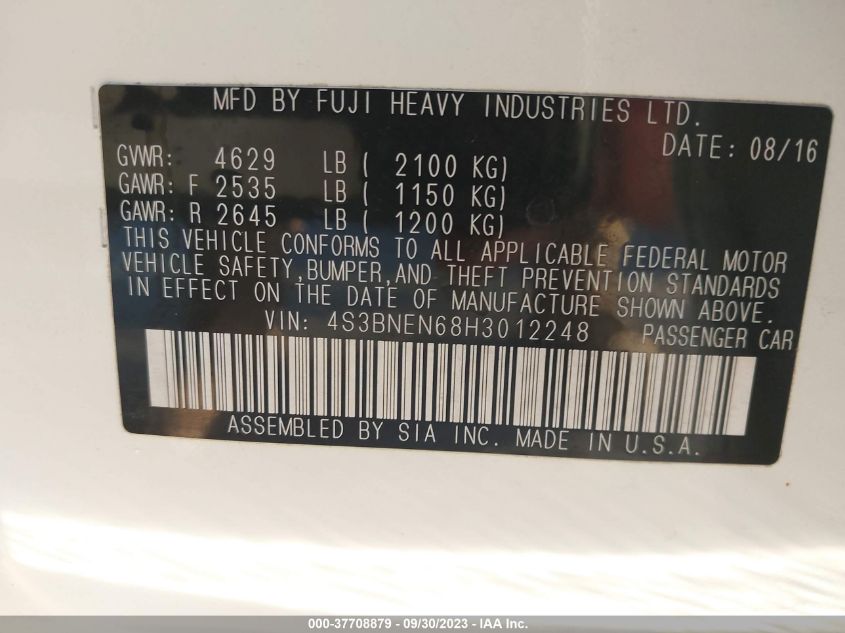 MFD BY FUJI HEAVY INDUSTRIES LTD.
DATE: 08/16
GVWR: 4629 LB ( 2100 KG)
GAWR: F 2535 LB ( 1150 KG)
GAWR: R 2645 LB ( 1200 KG)
THIS VEHICLE CONFORMS TO ALL APPLICABLE FEDERAL MOTOR
VEHICLE SAFETY,BUMPER,AND THEFT PREVENTION STANDARDS
IN EFFECT ON THE DATE OF MANUFACTURE SHOWN ABOVE.
VIN: 4S3BNEN68H3012248 PASSENGER CAR
ASSEMBLED BY SIA INC. MADE IN U.S.A.
000-37708879 - 09/30/2023 - IAA Inc.